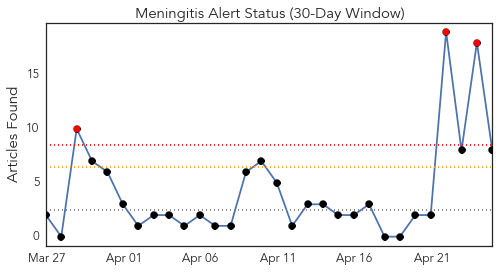 Meningitis Alert Status (30-Day Window)
Articles Found
15
10
5
0
Mar 27 Apr 01 Apr 06 Apr 11 Apr 16 Apr 21